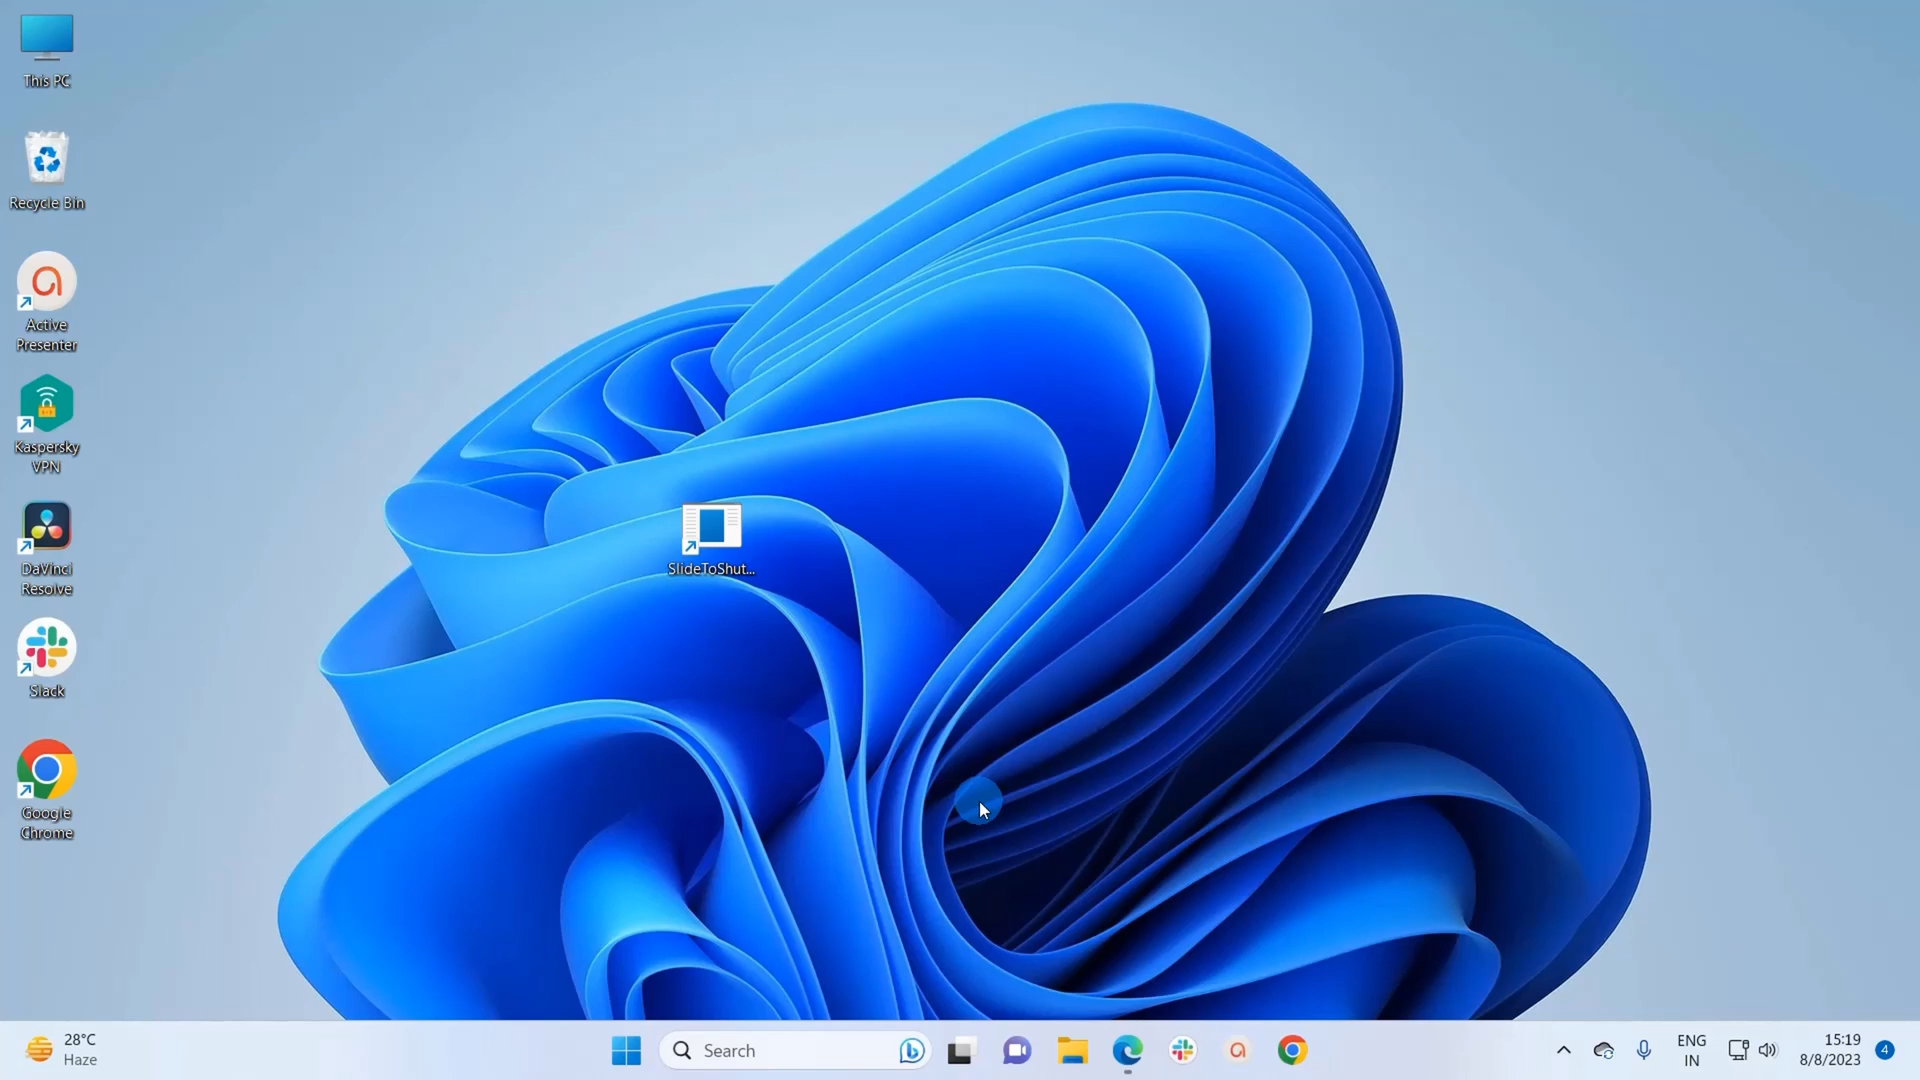 This PC
Recycle Bin
Active
Presenter
Kaspersky
VPN
DaVinci
Resolve
Slack
Google
Chrome
SlideToShut...
28°C
Haze
Search
ENG
IN
15:19
8/8/2023
4